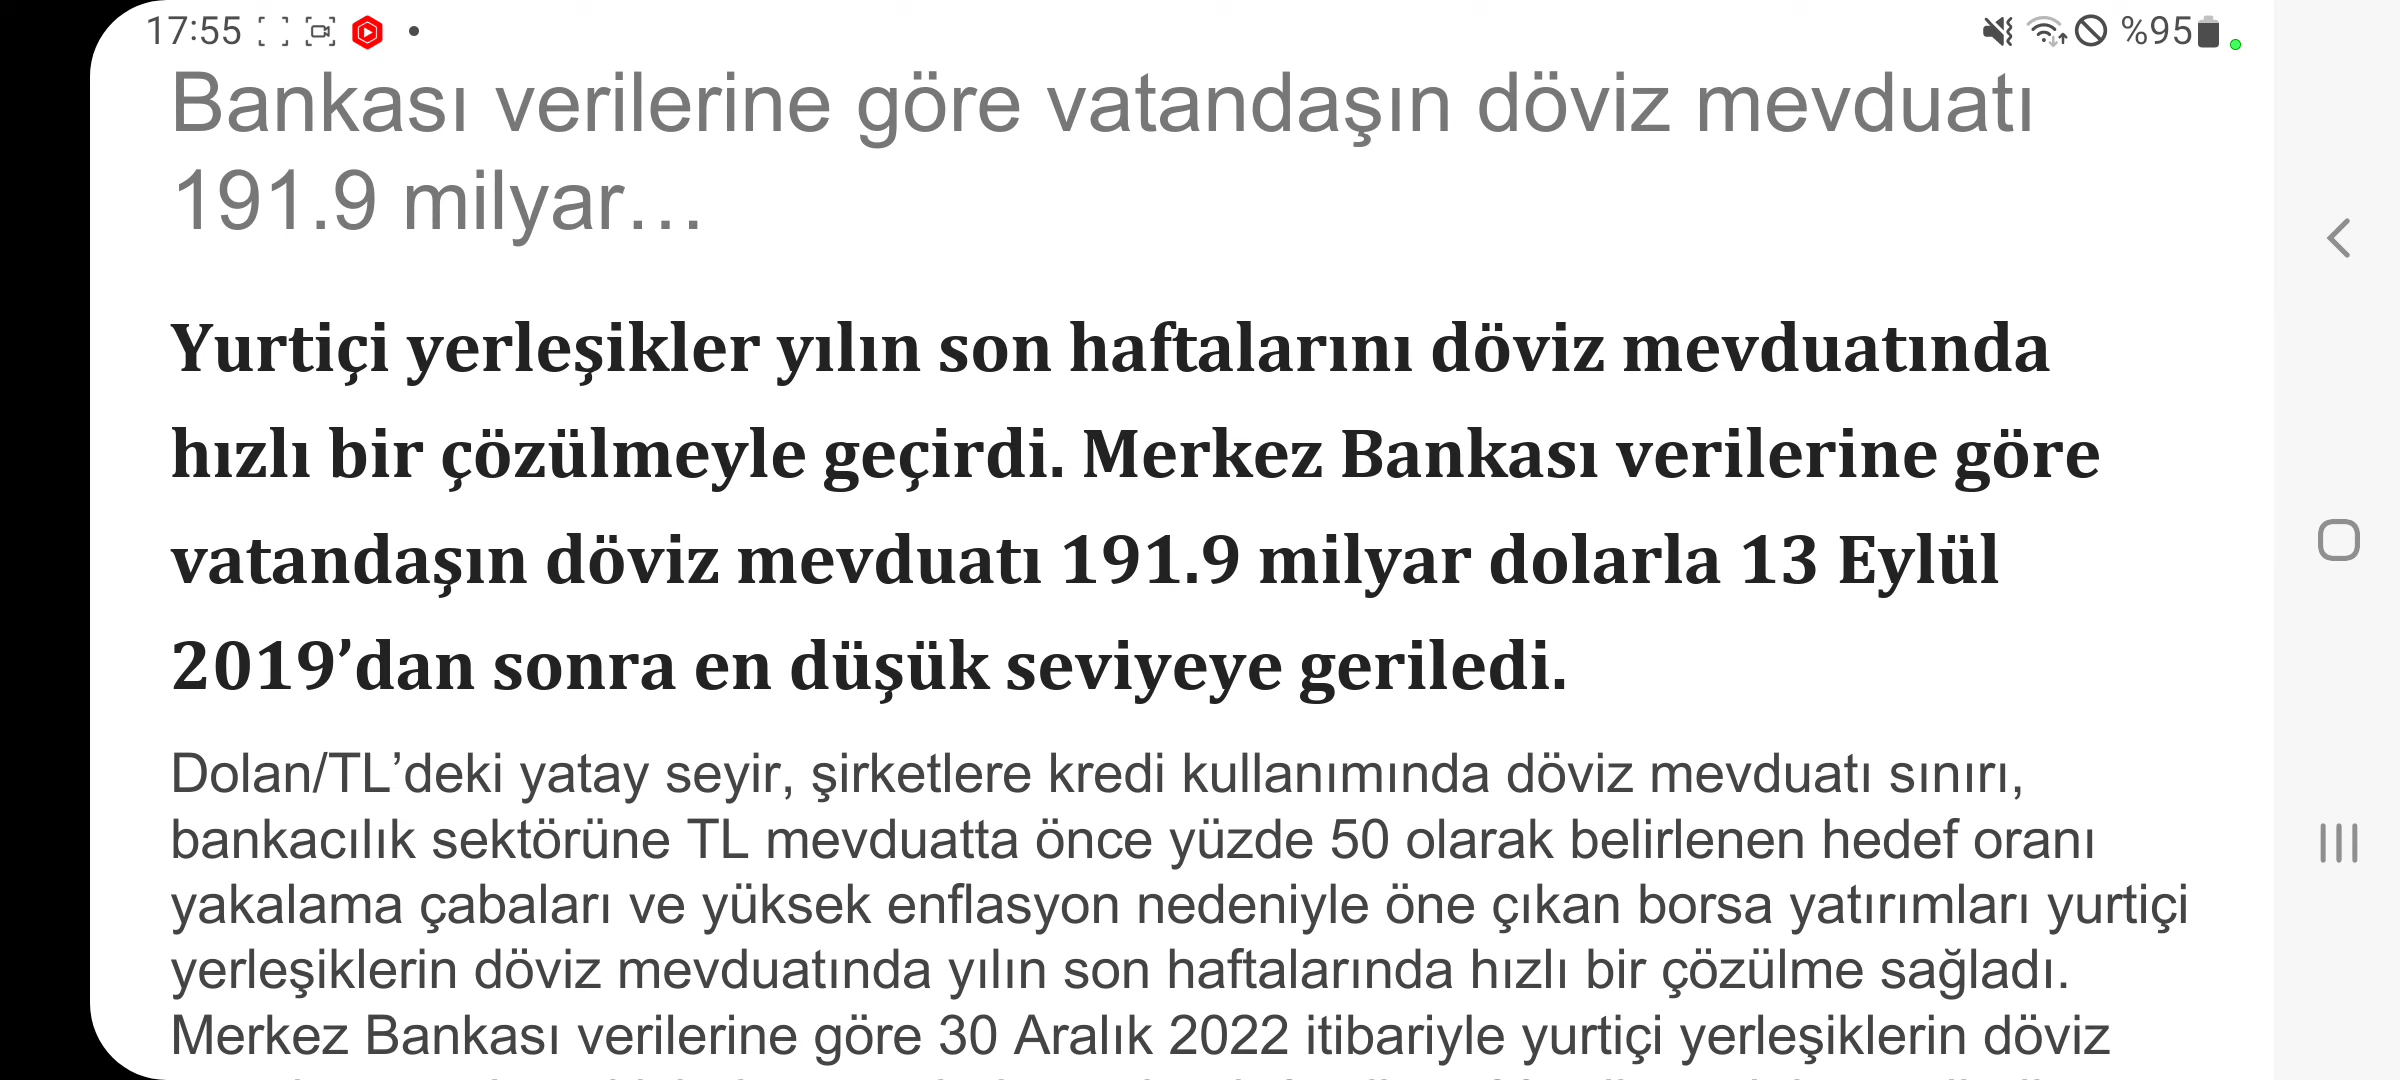 17:55 %95
Bankası verilerine göre vatandaşın döviz mevduatı
191.9 milyar…
Yurtiçi yerleşikler yılın son haftalarını döviz mevduatında
hızlı bir çözülmeyle geçirdi. Merkez Bankası verilerine göre
vatandaşın döviz mevduatı 191.9 milyar dolarla 13 Eylül
2019’dan sonra en düşük seviyeye geriledi.
Dolan/TL’deki yatay seyir, şirketlere kredi kullanımında döviz mevduatı sınırı,
bankacılık sektörüne TL mevduatta önce yüzde 50 olarak belirlenen hedef oranı
yakalama çabaları ve yüksek enflasyon nedeniyle öne çıkan borsa yatırımları yurtiçi
yerleşiklerin döviz mevduatında yılın son haftalarında hızlı bir çözülme sağladı.
Merkez Bankası verilerine göre 30 Aralık 2022 itibariyle yurtiçi yerleşiklerin döviz